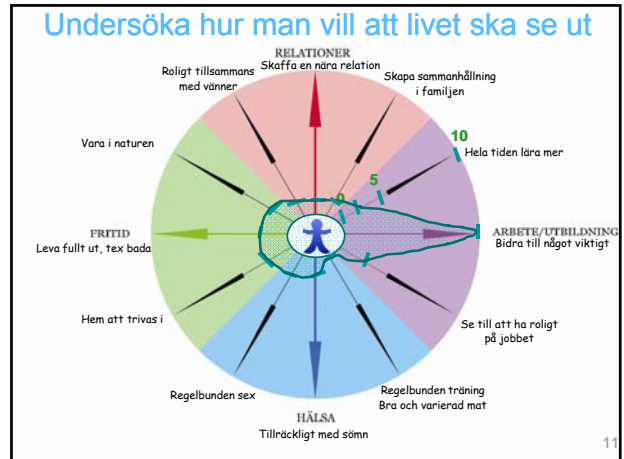 Undersöka hur man vill att livet ska se ut
RELATIONER
Skaffa en nära relation
Roligt tillsammans
med vänner
Skapa sammanhållning
i familjen
Vara i naturen
10
Hela tiden lära mer
5
0
FRITID
Leva fullt ut, tex bada
ARBETE/UTBILDNING
Bidra till något viktigt
Hem att trivas i
Se till att ha roligt
på jobbet
Regelbunden sex
Regelbunden träning
Bra och varierad mat
HÄLSA
Tillräckligt med sömn
11